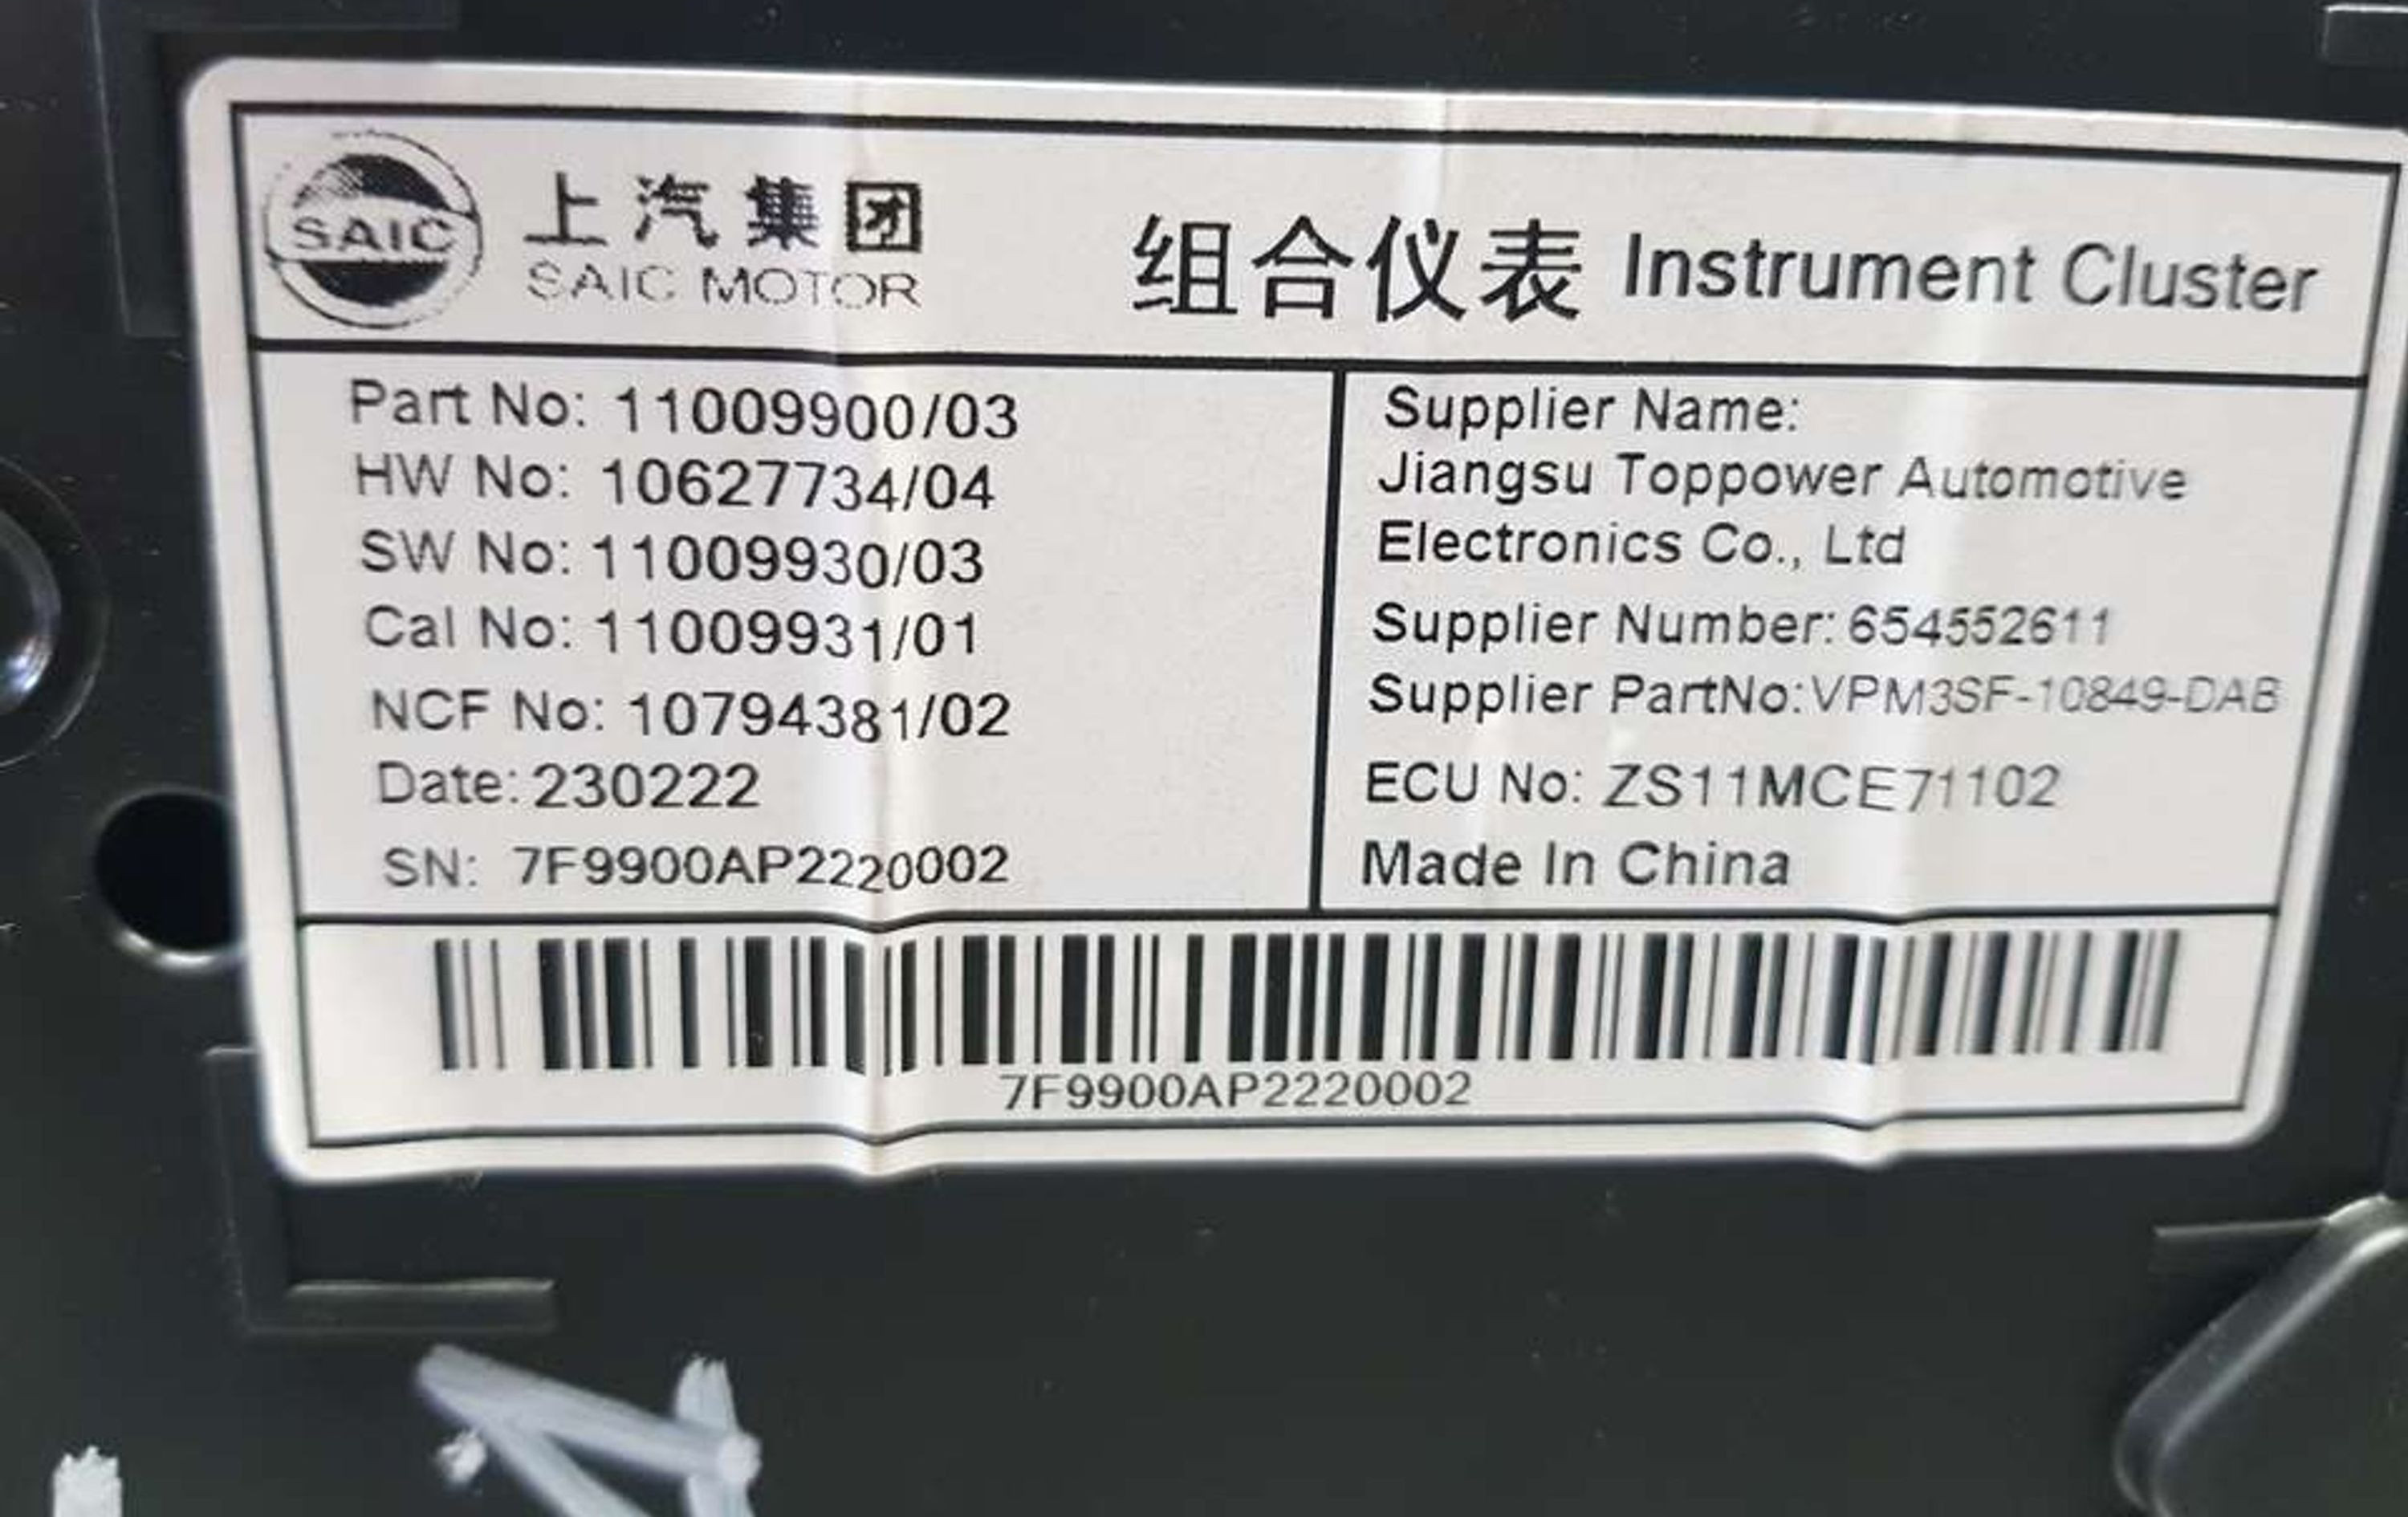 SAIC
上汽集团
SAIC MOTOR
组合仪表 Instrument Cluster
Part No: 11009900/03
HW No: 10627734/04
SW No: 11009930/03
Cal No: 11009931/01
NCF No: 10794381/02
Date: 230222
SN: 7F9900AP2220002
Supplier Name:
Jiangsu Toppower Automotive
Electronics Co., Ltd
Supplier Number: 654552611
Supplier PartNo:VPM3SF-10849-DAB
ECU No: ZS11MCE71102
Made In China
7F9900AP2220002